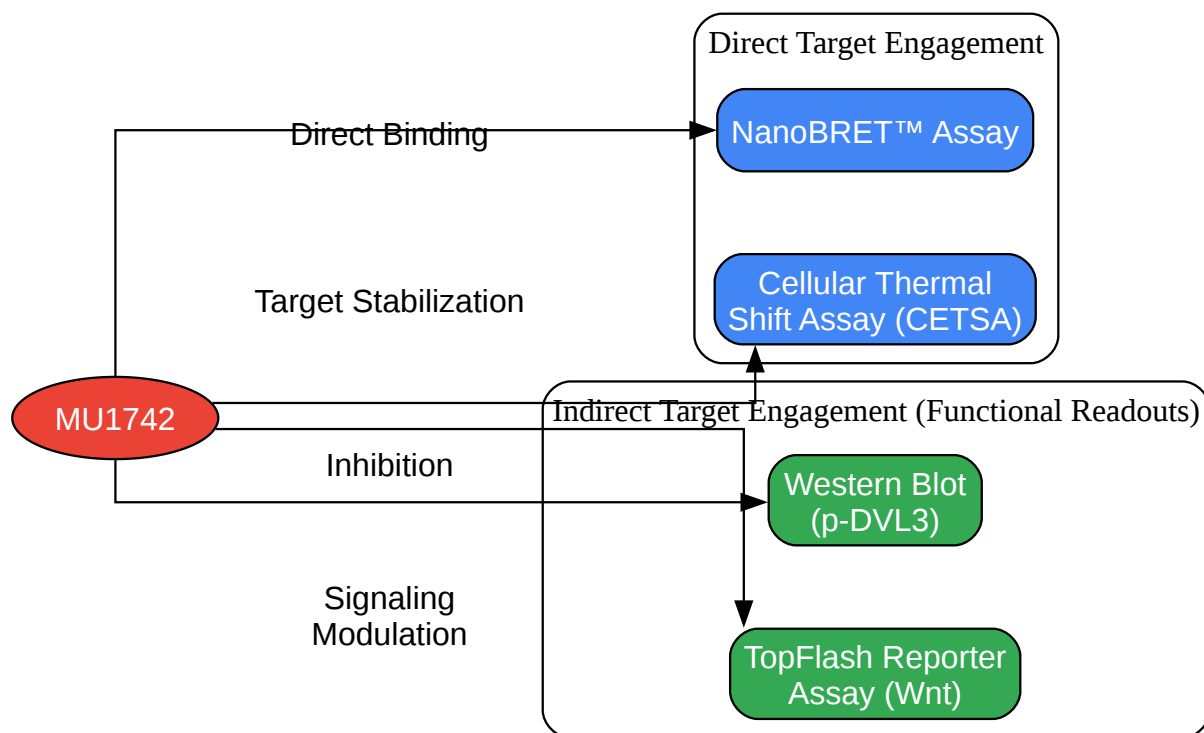 Direct Target Engagement
Direct Binding
NanoBRET™ Assay
Cellular Thermal
Shift Assay (CETSA)
Target Stabilization
MU1742
Indirect Target Engagement (Functional Readouts)
Inhibition
Western Blot
(p-DVL3)
Signaling
Modulation
TopFlash Reporter
Assay (Wnt)